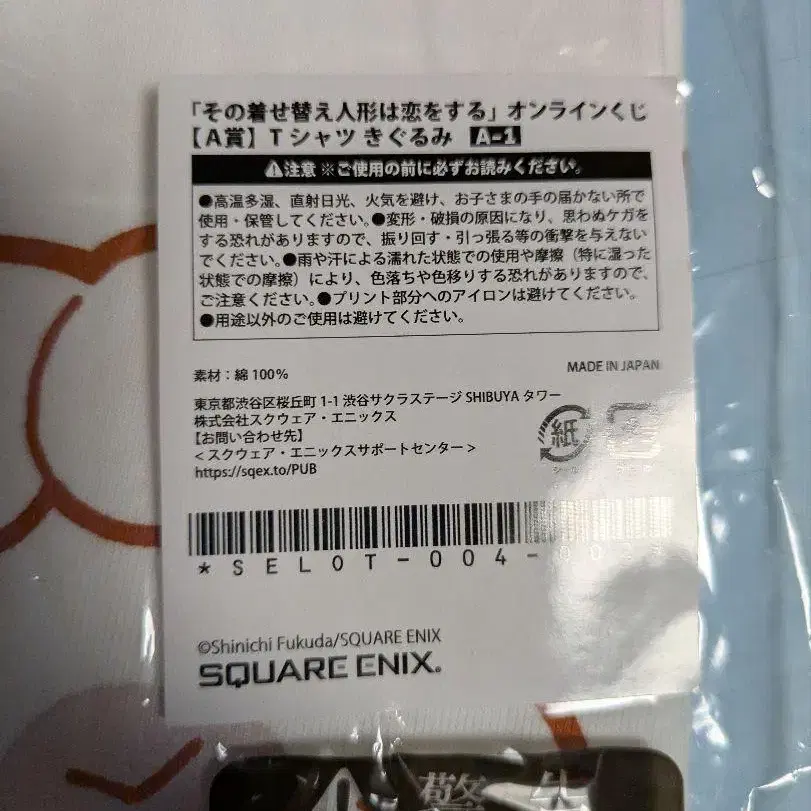 「その着せ替え人形は恋をする」オンラインくじ
【A賞】Tシャツ きぐるみ A-1
⚠注意 ※ご使用の前に必ずお読みください。
●高温多湿、直射日光、火気を避け、お子さまの手の届かない所で
使用・保管してください。●変形・破損の原因になり、思わぬケガを
する恐れがありますので、振り回す・引っ張る等の衝撃を与えない
でください。●雨や汗による濡れた状態での使用や摩擦（特に湿った
状態での摩擦）により、色落ちや色移りする恐れがありますので、
ご注意ください。●プリント部分へのアイロンは避けてください。
●用途以外のご使用は避けてください。
素材：綿 100%
MADE IN JAPAN
東京都渋谷区桜丘町 1-1 渋谷サクラステージ SHIBUYA タワー
株式会社スクウェア・エニックス
【お問い合わせ先】
＜スクウェア・エニックスサポートセンター＞
https://sqex.to/PUB
紙
シール
*SELOT-004-
©Shinichi Fukuda/SQUARE ENIX
SQUARE ENIX.
警告